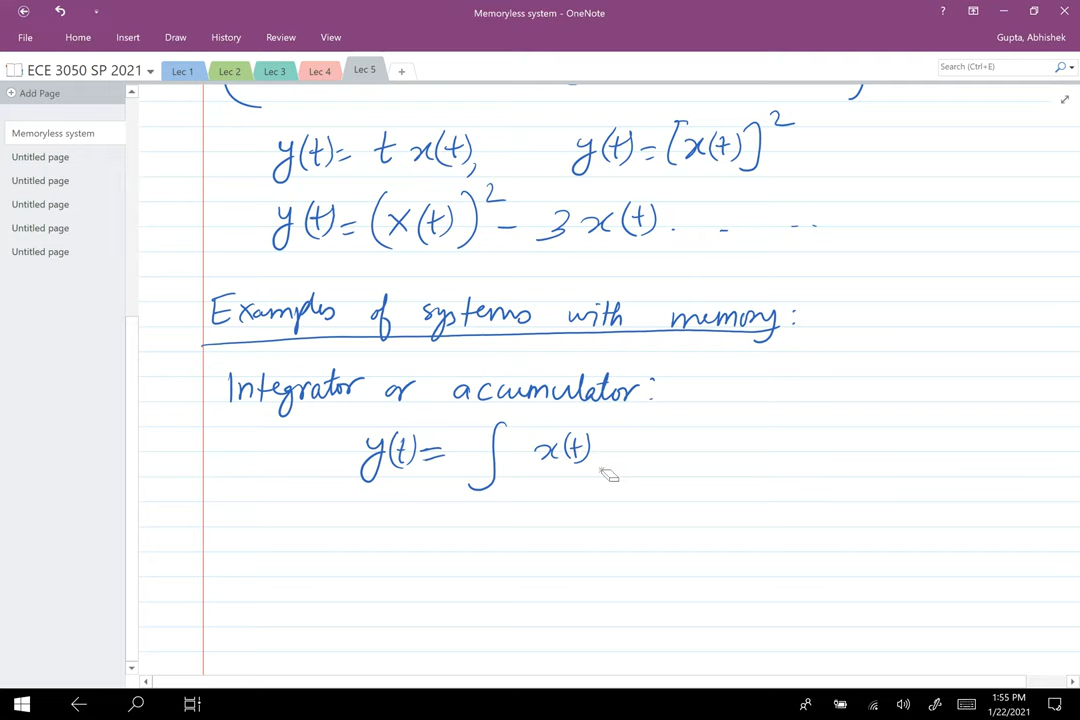 Memoryless system - OneNote
?
File Home Insert Draw History Review View
Gupta, Abhishek
ECE 3050 SP 2021 Lec 1 Lec 2 Lec 3 Lec 4 Lec 5 +
Search (Ctrl+E)
Add Page
Memoryless system
Untitled page
Untitled page
Untitled page
Untitled page
Untitled page
y(t) = t x(t), y(t) = [x(t)]²
y(t) = (x(t))² - 3 x(t). . . .
Examples of systems with memory:
Integrator or accumulator:
y(t) = ∫ x(t)
1:55 PM
1/22/2021